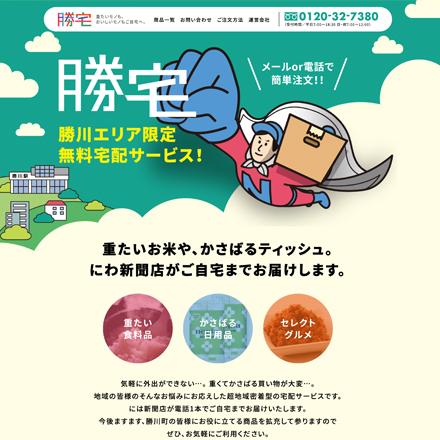 勝宅
重たいモノも、
おいしいモノもご自宅へ。
商品一覧 お問い合わせ ご注文方法 運営会社
0120-32-7380
勝宅
メールor電話で
簡単注文!!
勝川エリア限定
無料宅配サービス!
勝川駅
N
重たいお米や、かさばるティッシュ。
にわ新聞店がご自宅までお届けします。
重たい
食料品
かさばる
日用品
セレクト
グルメ
気軽に外出ができない…。重くてかさばる買い物が大変…。
地域の皆様のそんなお悩みにお応えした超地域密着型の宅配サービスです。
にわ新聞店が電話1本でご自宅までお届けいたします。
今後ますます、勝川町の皆様にお役に立てる商品を拡充して参りますので
ぜひ、お気軽にご利用ください。